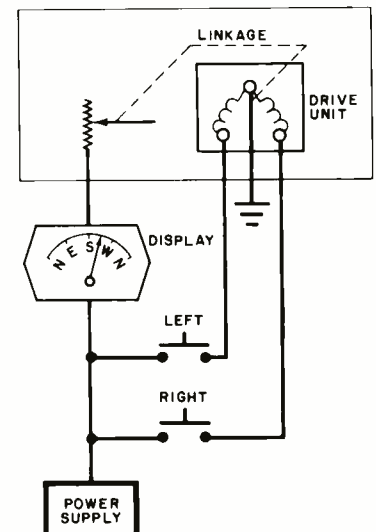 LINKAGE
DRIVE
UNIT
DISPLAY
N E S W N
LEFT
RIGHT
POWER
SUPPLY